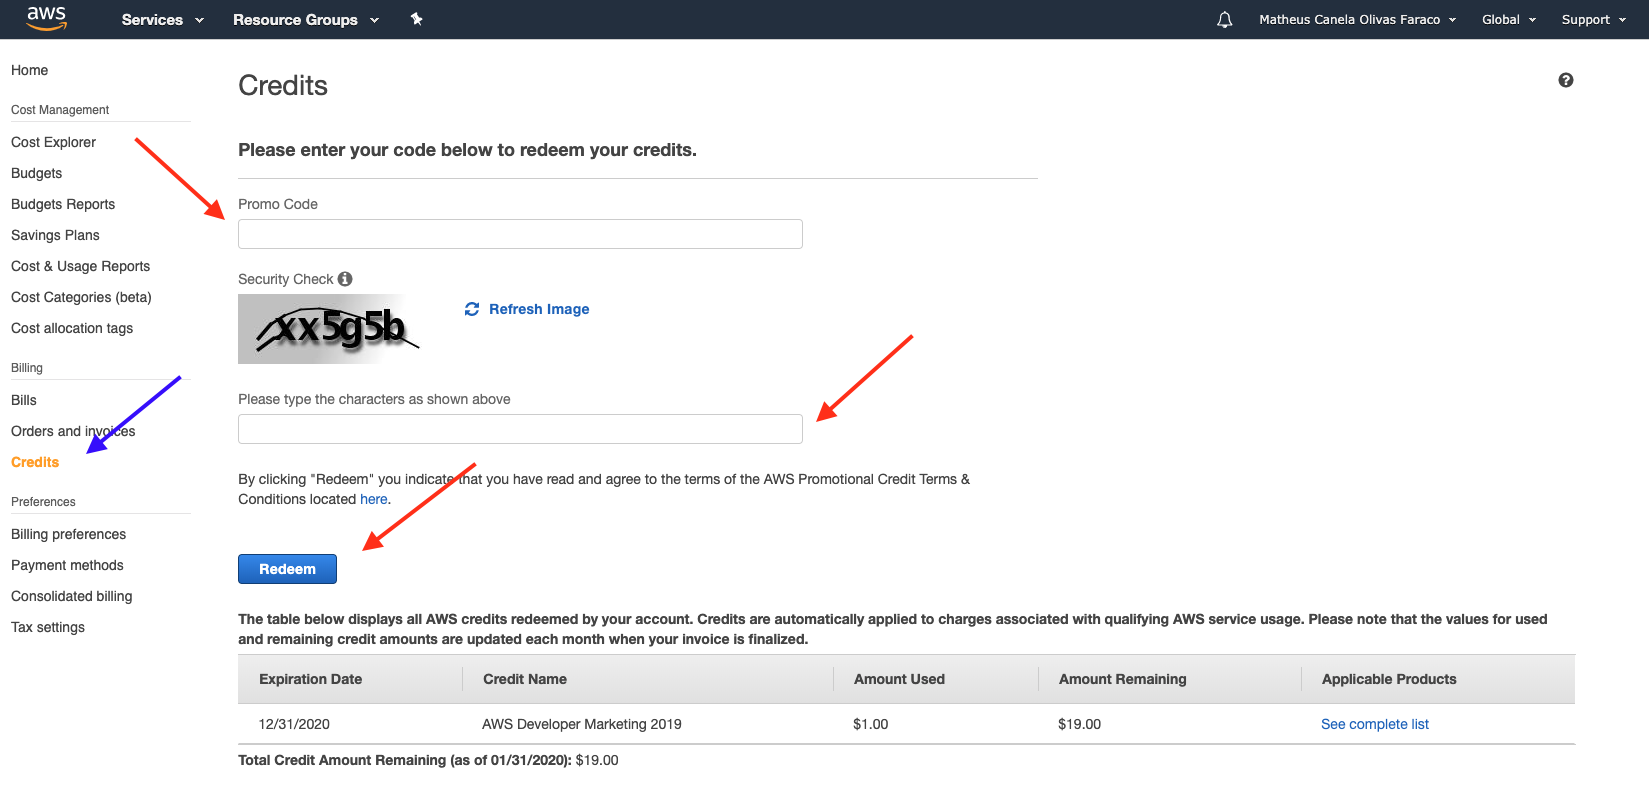 aws Services Resource Groups Matheus Canela Olivas Faraco Global Support
Home
Cost Management
Cost Explorer
Budgets
Budgets Reports
Savings Plans
Cost & Usage Reports
Cost Categories (beta)
Cost allocation tags
Billing
Bills
Orders and invoices
Credits
Preferences
Billing preferences
Payment methods
Consolidated billing
Tax settings
Credits
Please enter your code below to redeem your credits.
Promo Code
Security Check
xx5g5b
Refresh Image
Please type the characters as shown above
By clicking "Redeem" you indicate that you have read and agree to the terms of the AWS Promotional Credit Terms &
Conditions located here.
Redeem
The table below displays all AWS credits redeemed by your account. Credits are automatically applied to charges associated with qualifying AWS service usage. Please note that the values for used
and remaining credit amounts are updated each month when your invoice is finalized.
Expiration Date Credit Name Amount Used Amount Remaining Applicable Products
12/31/2020 AWS Developer Marketing 2019 $1.00 $19.00 See complete list
Total Credit Amount Remaining (as of 01/31/2020): $19.00